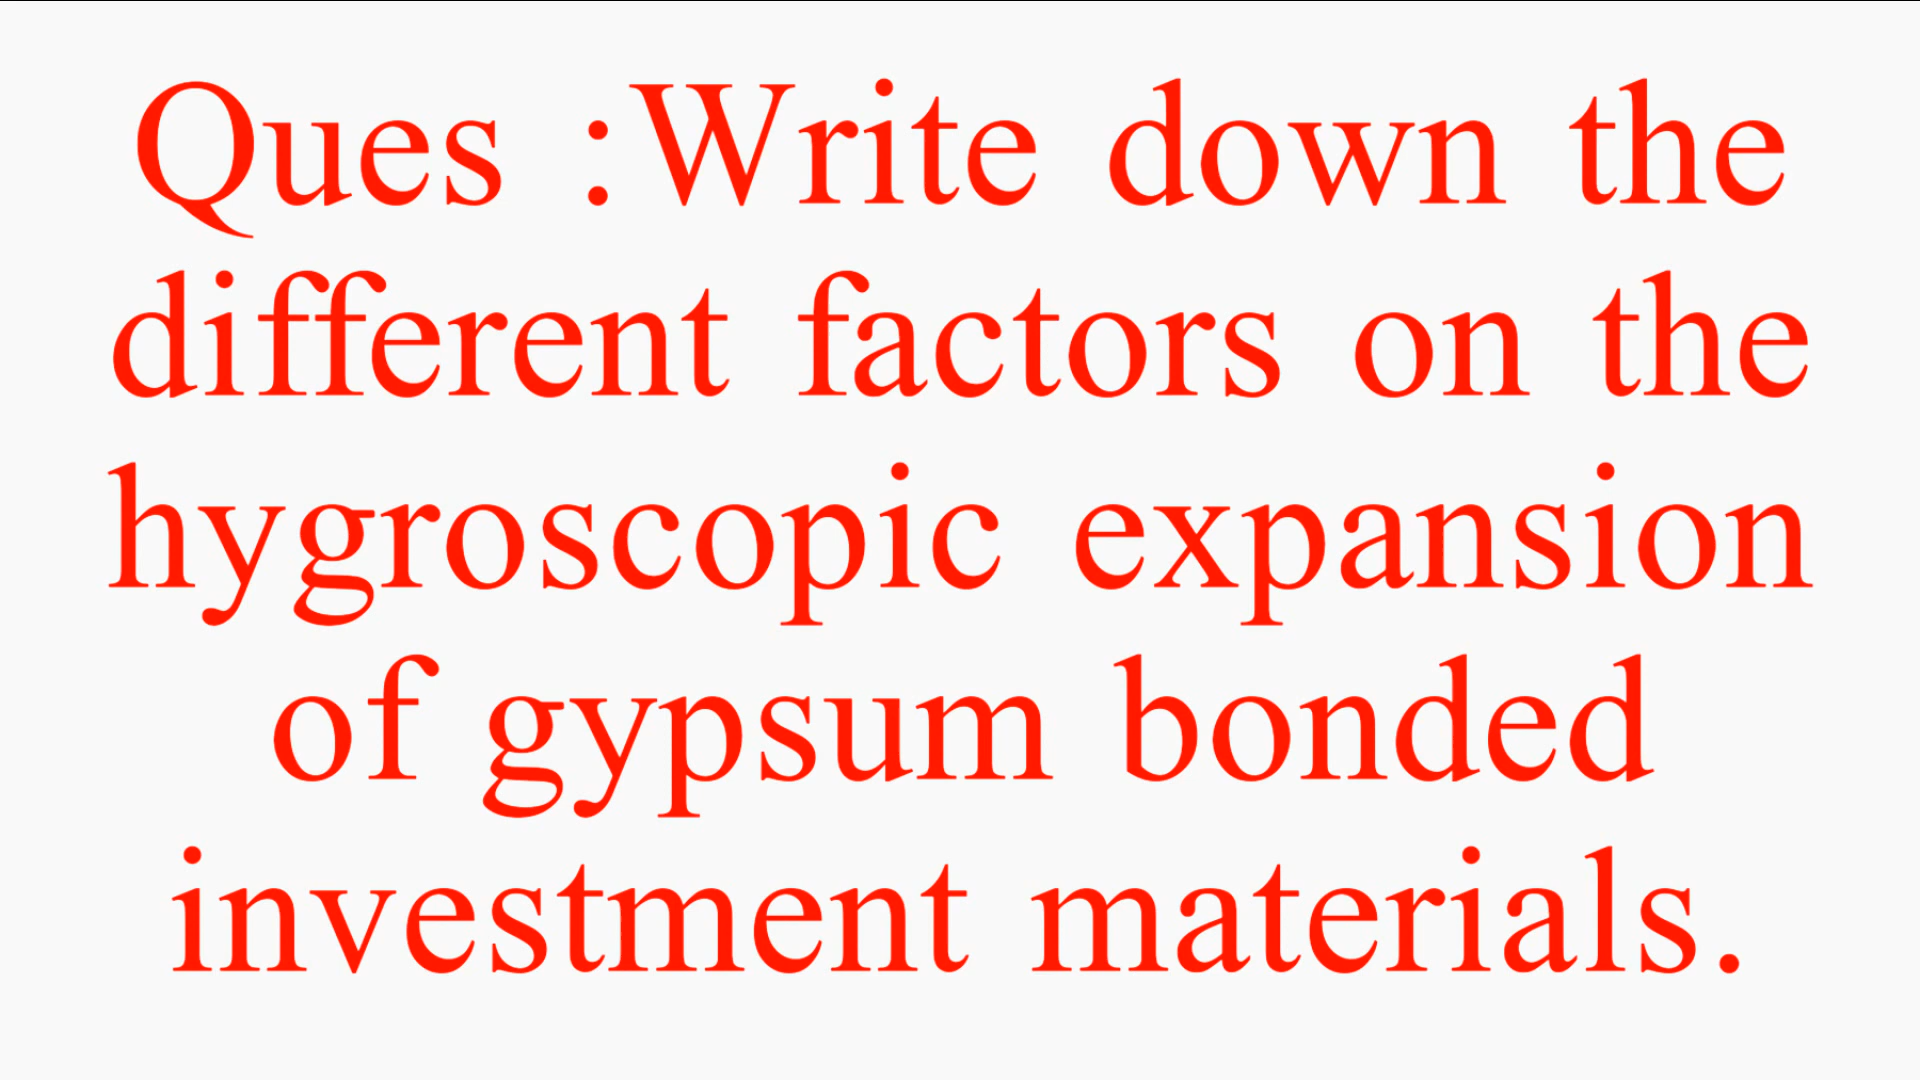 Ques :Write down the
different factors on the
hygroscopic expansion
of gypsum bonded
investment materials.